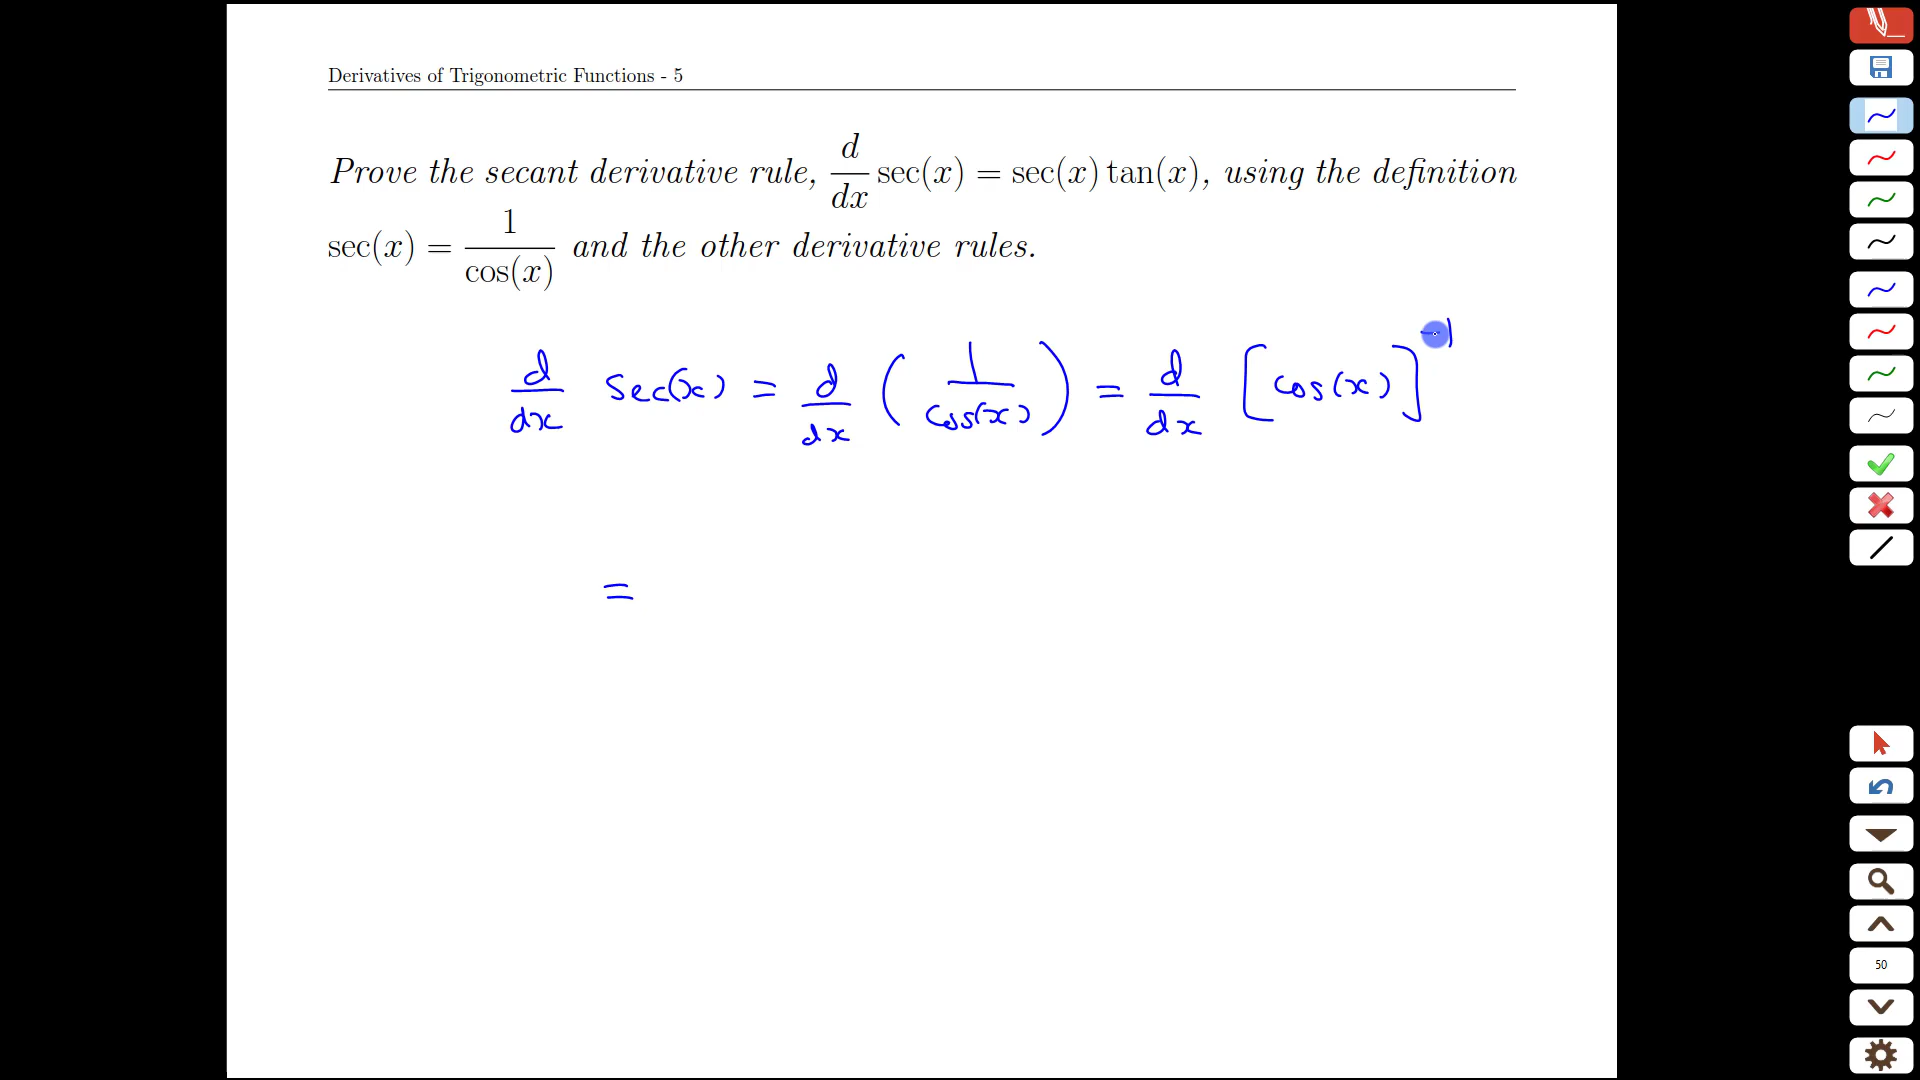 Derivatives of Trigonometric Functions - 5
Prove the secant derivative rule, d/dx sec(x) = sec(x) tan(x), using the definition
sec(x) = 1/cos(x) and the other derivative rules.
d/dx sec(x) = d/dx (1/cos(x)) = d/dx [cos(x)]^-1
=
50